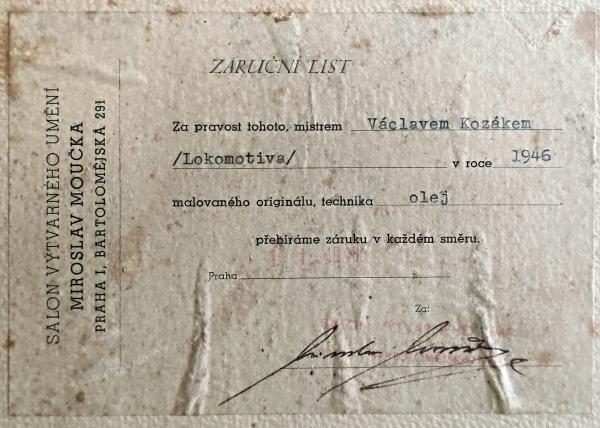 SALON VÝTVARNÉHO UMĚNÍ
MIROSLAV MOUČKA
PRAHA I, BARTOLOMĚJSKÁ 291
ZÁRUČNÍ LIST
Za pravost tohoto, mistrem Václavem Kozákem
/Lokomotiva/ v roce 1946
malovaného originálu, technika olej
přebíráme záruku v každém směru.
Praha
Za: